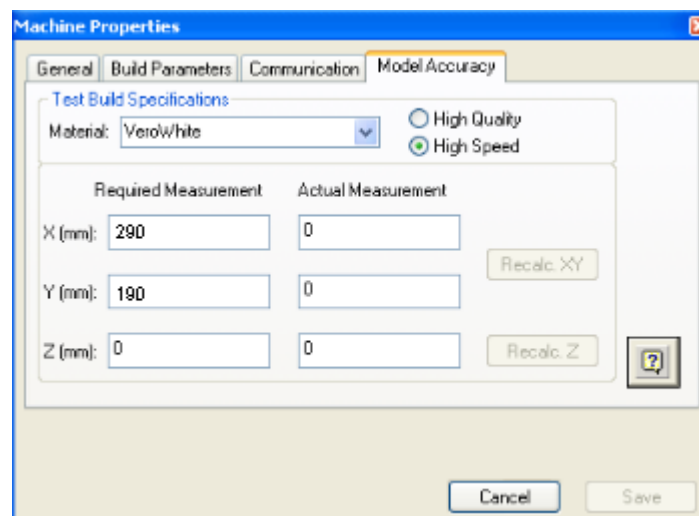 Machine Properties
General Build Parameters Communication Model Accuracy
Test Build Specifications
Material: VeroWhite
High Quality
High Speed
Required Measurement Actual Measurement
X (mm): 290 0
Recalc. XY
Y (mm): 190 0
Z (mm): 0 0 Recalc. Z
?
Cancel Save